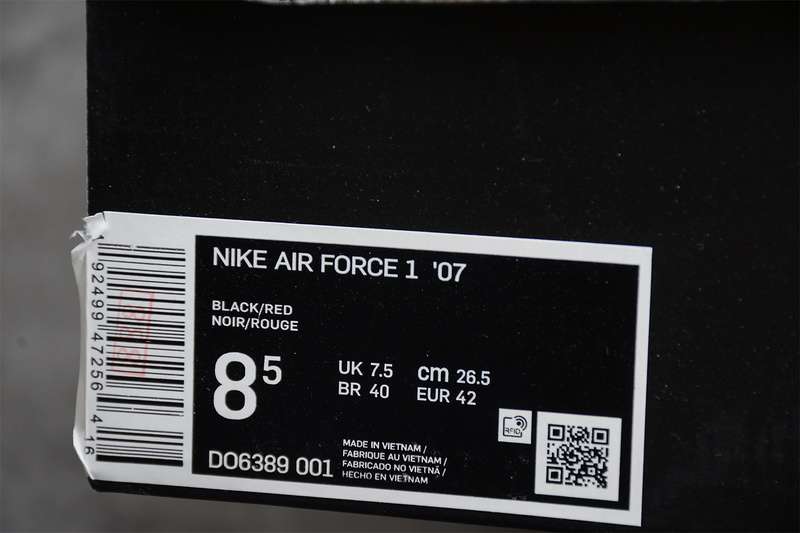 NIKE AIR FORCE 1 '07
BLACK/RED
NOIR/ROUGE
8 5
UK 7.5 cm 26.5
BR 40 EUR 42
RFID
DO6389 001
MADE IN VIETNAM /
FABRIQUE AU VIETNAM /
FABRICADO NO VIETNÃ /
HECHO EN VIETNAM
1 92499 47256 4 16